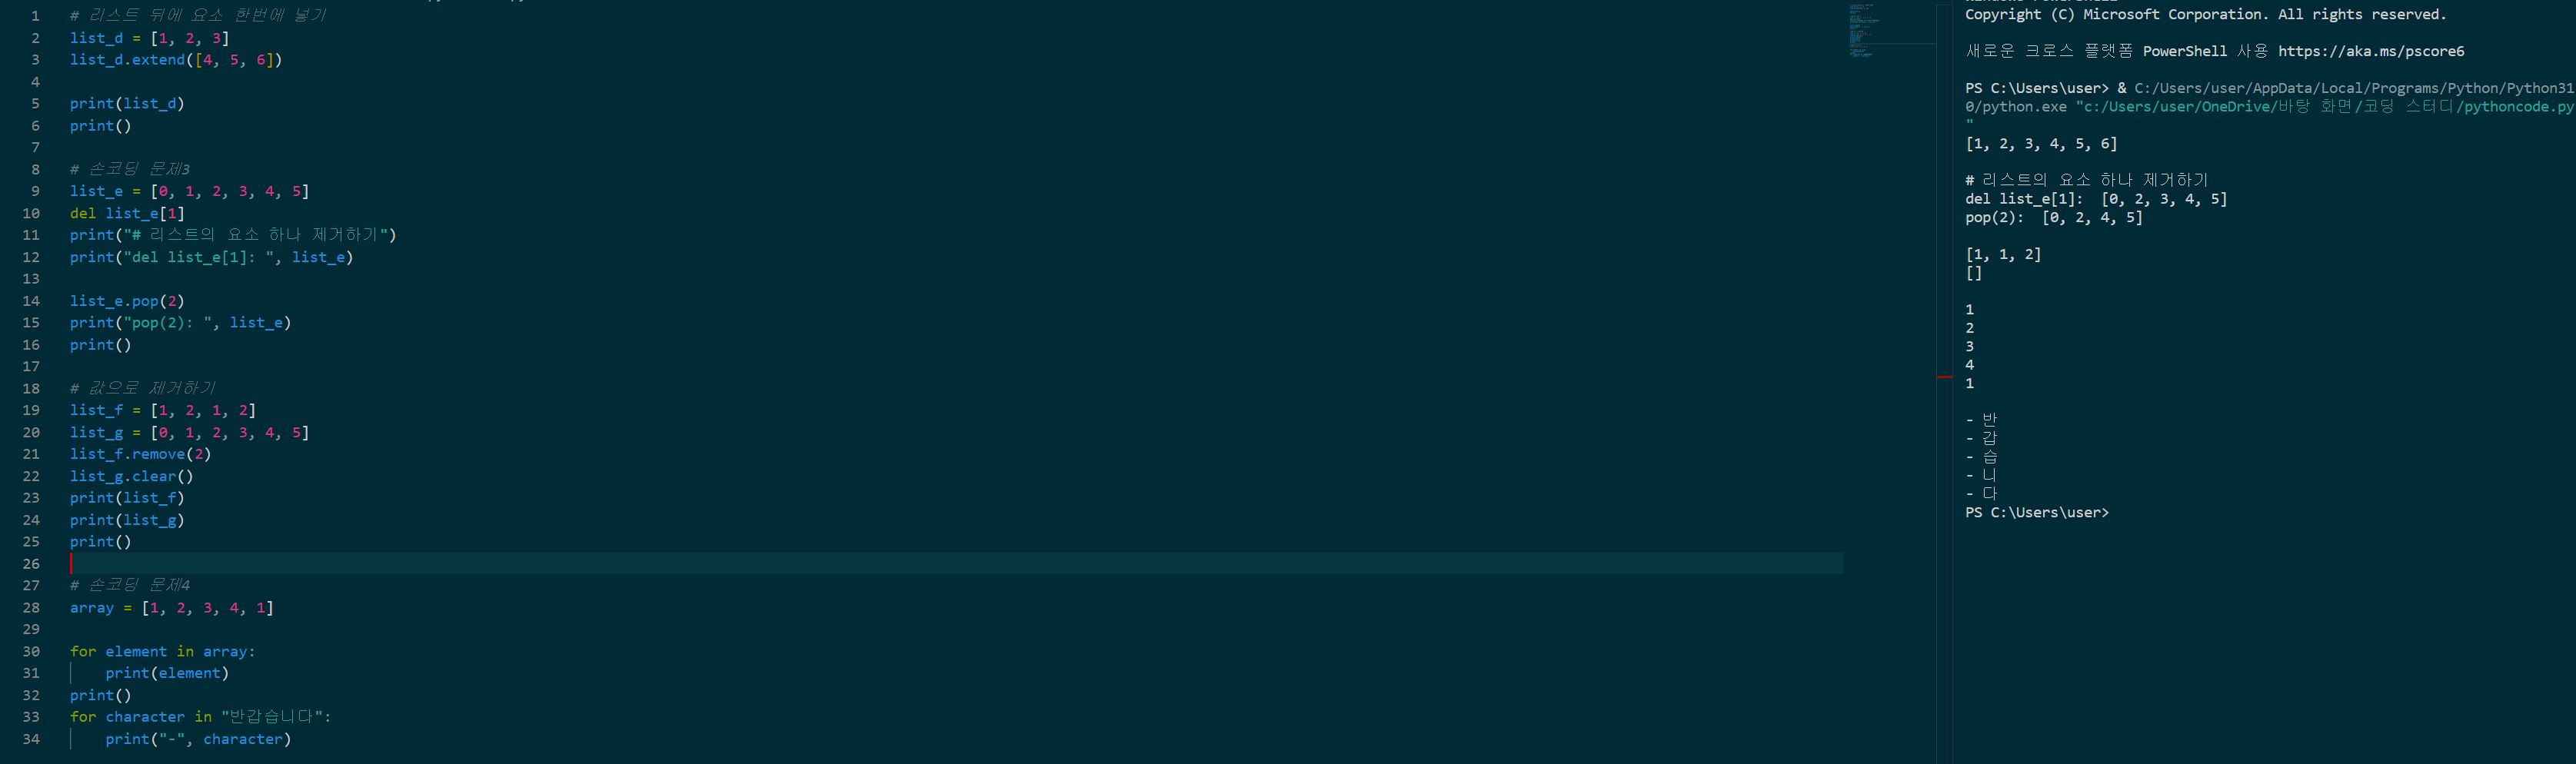 1 # 리스트 뒤에 요소 한번에 넣기
2 list_d = [1, 2, 3]
3 list_d.extend([4, 5, 6])
4
5 print(list_d)
6 print()
7
8 # 손코딩 문제3
9 list_e = [0, 1, 2, 3, 4, 5]
10 del list_e[1]
11 print("# 리스트의 요소 하나 제거하기")
12 print("del list_e[1]: ", list_e)
13
14 list_e.pop(2)
15 print("pop(2): ", list_e)
16 print()
17
18 # 값으로 제거하기
19 list_f = [1, 2, 1, 2]
20 list_g = [0, 1, 2, 3, 4, 5]
21 list_f.remove(2)
22 list_g.clear()
23 print(list_f)
24 print(list_g)
25 print()
26
27 # 손코딩 문제4
28 array = [1, 2, 3, 4, 1]
29
30 for element in array:
31     print(element)
32 print()
33 for character in "반갑습니다":
34     print("-", character)
Copyright (C) Microsoft Corporation. All rights reserved.
새로운 크로스 플랫폼 PowerShell 사용 https://aka.ms/pscore6
PS C:\Users\user> & C:/Users/user/AppData/Local/Programs/Python/Python31
0/python.exe "c:/Users/user/OneDrive/바탕 화면/코딩 스터디/pythoncode.py
"
[1, 2, 3, 4, 5, 6]
# 리스트의 요소 하나 제거하기
del list_e[1]:  [0, 2, 3, 4, 5]
pop(2):  [0, 2, 4, 5]
[1, 1, 2]
[]
1
2
3
4
1
- 반
- 갑
- 습
- 니
- 다
PS C:\Users\user>